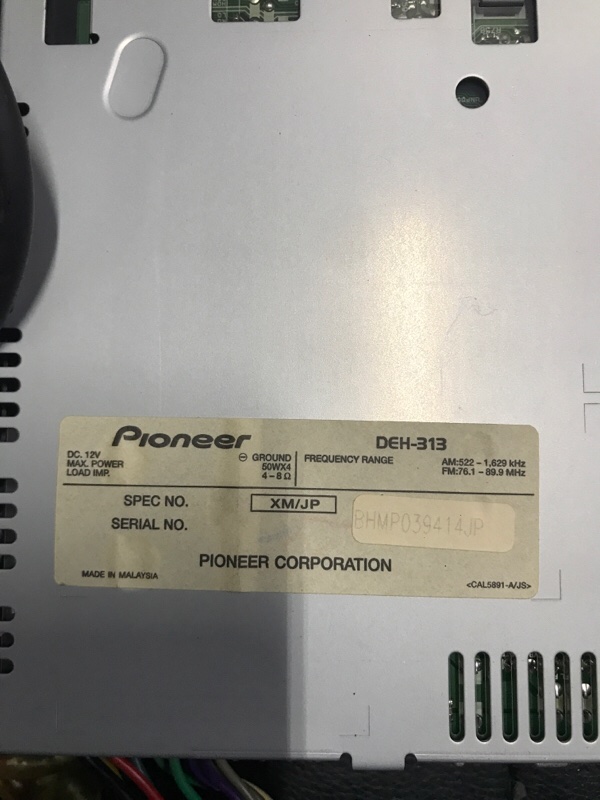 Pioneer
DEH-313
DC. 12V ⊖ GROUND
MAX. POWER 50WX4
LOAD IMP. 4 – 8 Ω
FREQUENCY RANGE
AM:522 – 1,629 kHz
FM:76.1 – 89.9 MHz
SPEC NO. XM/JP
SERIAL NO. BHMP039414JP
PIONEER CORPORATION
MADE IN MALAYSIA
<CAL5891-A/JS>